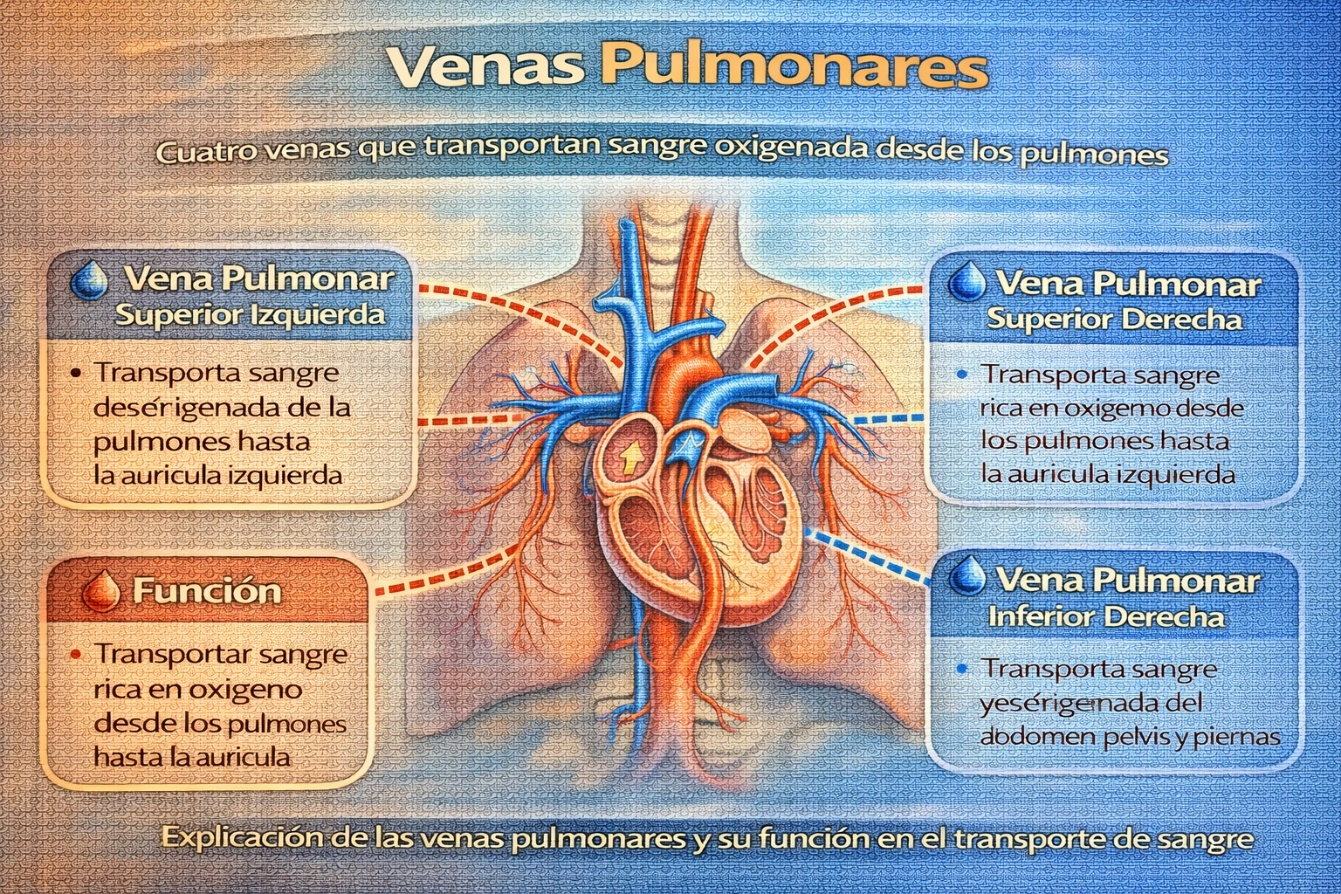 Venas Pulmonares
Cuatro venas que transportan sangre oxigenada desde los pulmones
Vena Pulmonar
Superior Izquierda
• Transporta sangre
desérigenada de la
pulmones hasta
la auricula izquierda
Función
• Transportar sangre
rica en oxigeno
desde los pulmones
hasta la auricula
Vena Pulmonar
Superior Derecha
• Transporta sangre
rica en oxigemo desde
los pulmones hasta
la auricula izquierda
Vena Pulmonar
Inferior Derecha
• Transporta sangre
yesérigenada del
abdomen pelvis y piernas
Explicación de las venas pulmonares y su función en el transporte de sangre